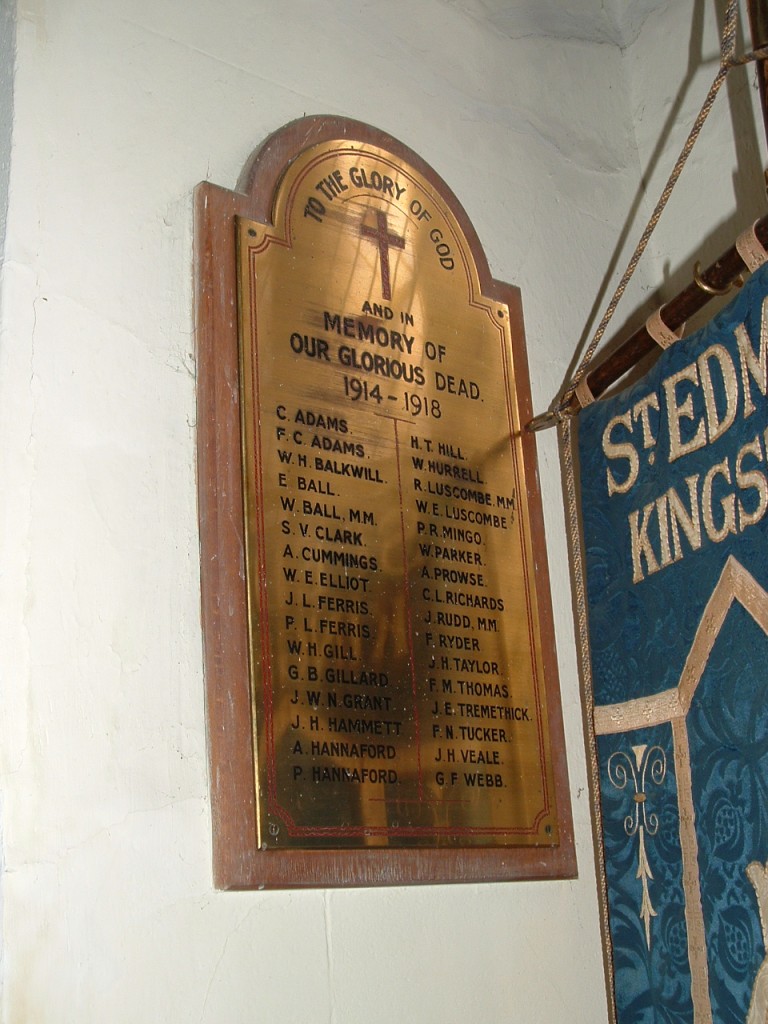 TO THE GLORY OF GOD
AND IN
MEMORY OF
OUR GLORIOUS DEAD.
1914 - 1918
C. ADAMS.
F. C. ADAMS.
W. H. BALKWILL.
E BALL.
W. BALL, M.M.
S. V. CLARK.
A. CUMMINGS.
W. E. ELLIOT.
J. L. FERRIS.
P. L. FERRIS.
W. H. GILL
G. B. GILLARD
J. W. N. GRANT
J. H. HAMMETT
A. HANNAFORD
P. HANNAFORD.
H. T. HILL.
W. HURRELL.
R. LUSCOMBE. M.M.
W. E. LUSCOMBE
P. R. MINGO.
W. PARKER.
A. PROWSE.
C. L. RICHARDS
J. RUDD, M.M.
F. RYDER
J. H. TAYLOR.
F. M. THOMAS.
J. E. TREMETHICK.
F. N. TUCKER.
J. H VEALE.
G. F WEBB.
ST. EDM
KINGS